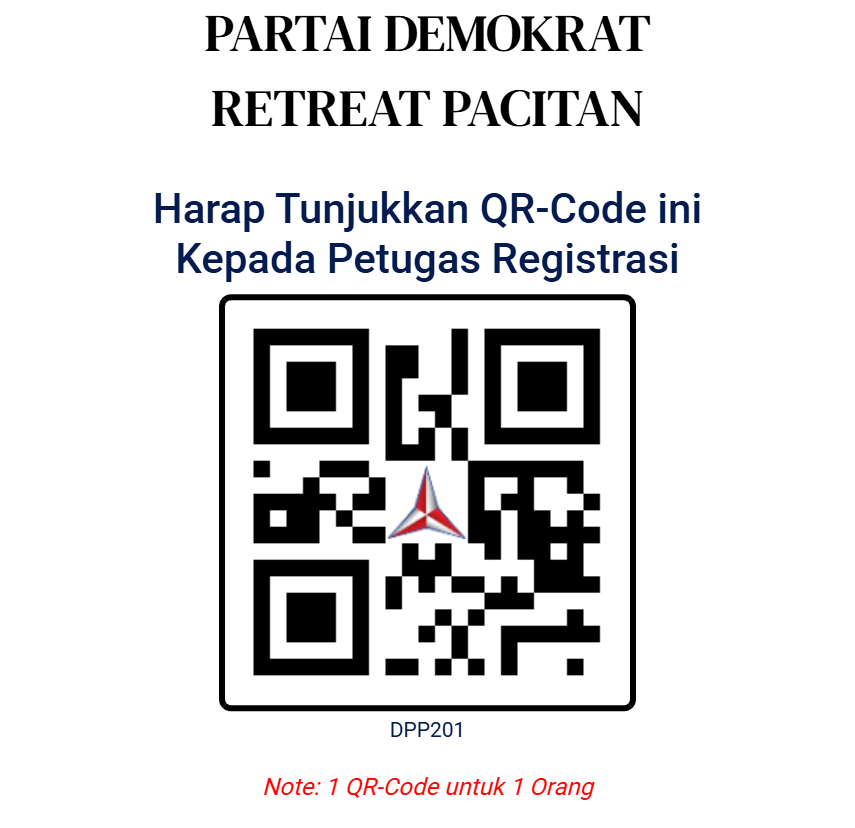 PARTAI DEMOKRAT
RETREAT PACITAN
Harap Tunjukkan QR-Code ini
Kepada Petugas Registrasi
DPP201
Note: 1 QR-Code untuk 1 Orang